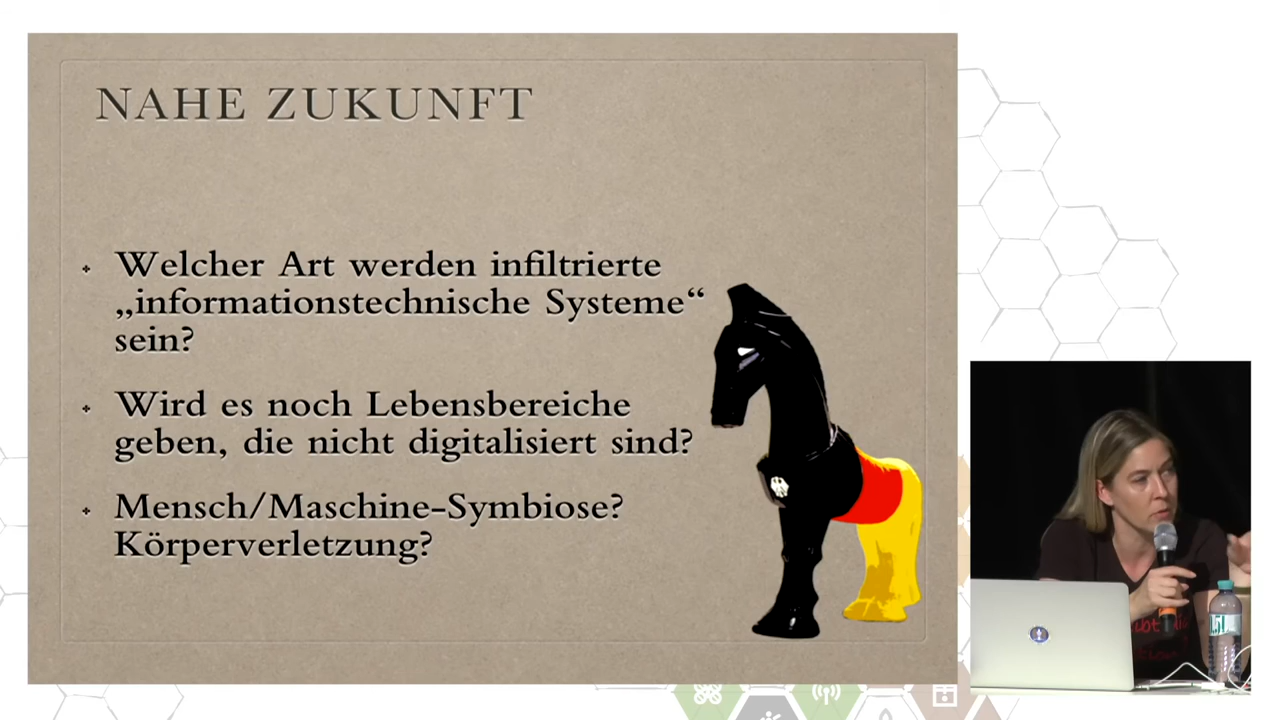 NAHE ZUKUNFT
Welcher Art werden infiltrierte
„informationstechnische Systeme“
sein?
Wird es noch Lebensbereiche
geben, die nicht digitalisiert sind?
Mensch/Maschine-Symbiose?
Körperverletzung?